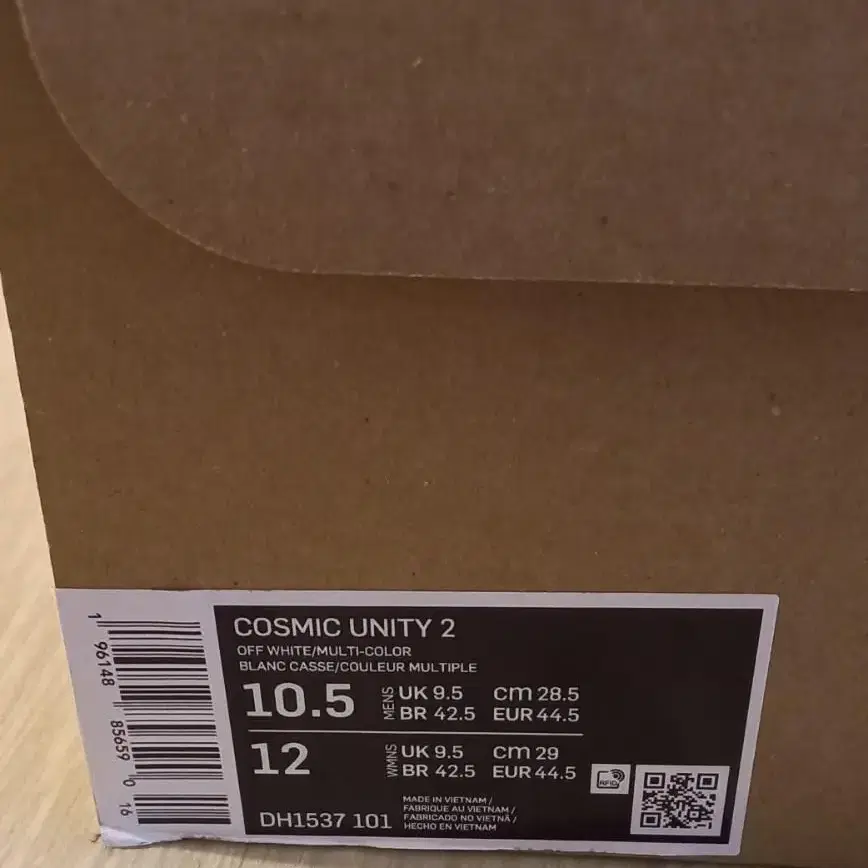 COSMIC UNITY 2
OFF WHITE/MULTI-COLOR
BLANC CASSE/COULEUR MULTIPLE
10.5 MENS UK 9.5 cm 28.5
BR 42.5 EUR 44.5
12 WMNS UK 9.5 cm 29
BR 42.5 EUR 44.5
DH1537 101
MADE IN VIETNAM /
FABRIQUE AU VIETNAM /
FABRICADO NO VIETNÃ /
HECHO EN VIETNAM
RFID
1 96148 85659 0 16